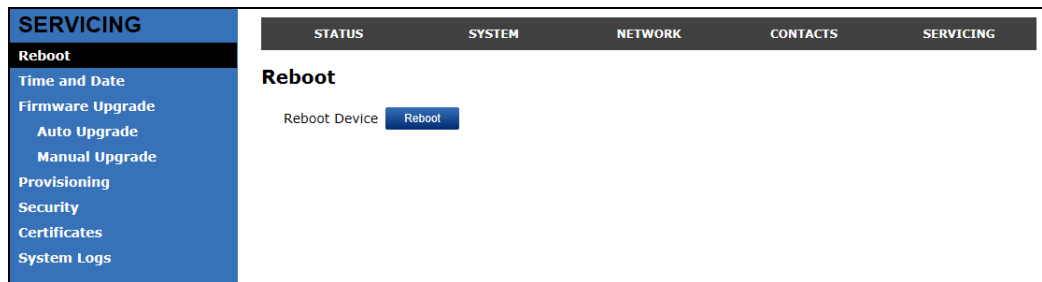 SERVICING
Reboot
Time and Date
Firmware Upgrade
Auto Upgrade
Manual Upgrade
Provisioning
Security
Certificates
System Logs
STATUS SYSTEM NETWORK CONTACTS SERVICING
Reboot
Reboot Device Reboot